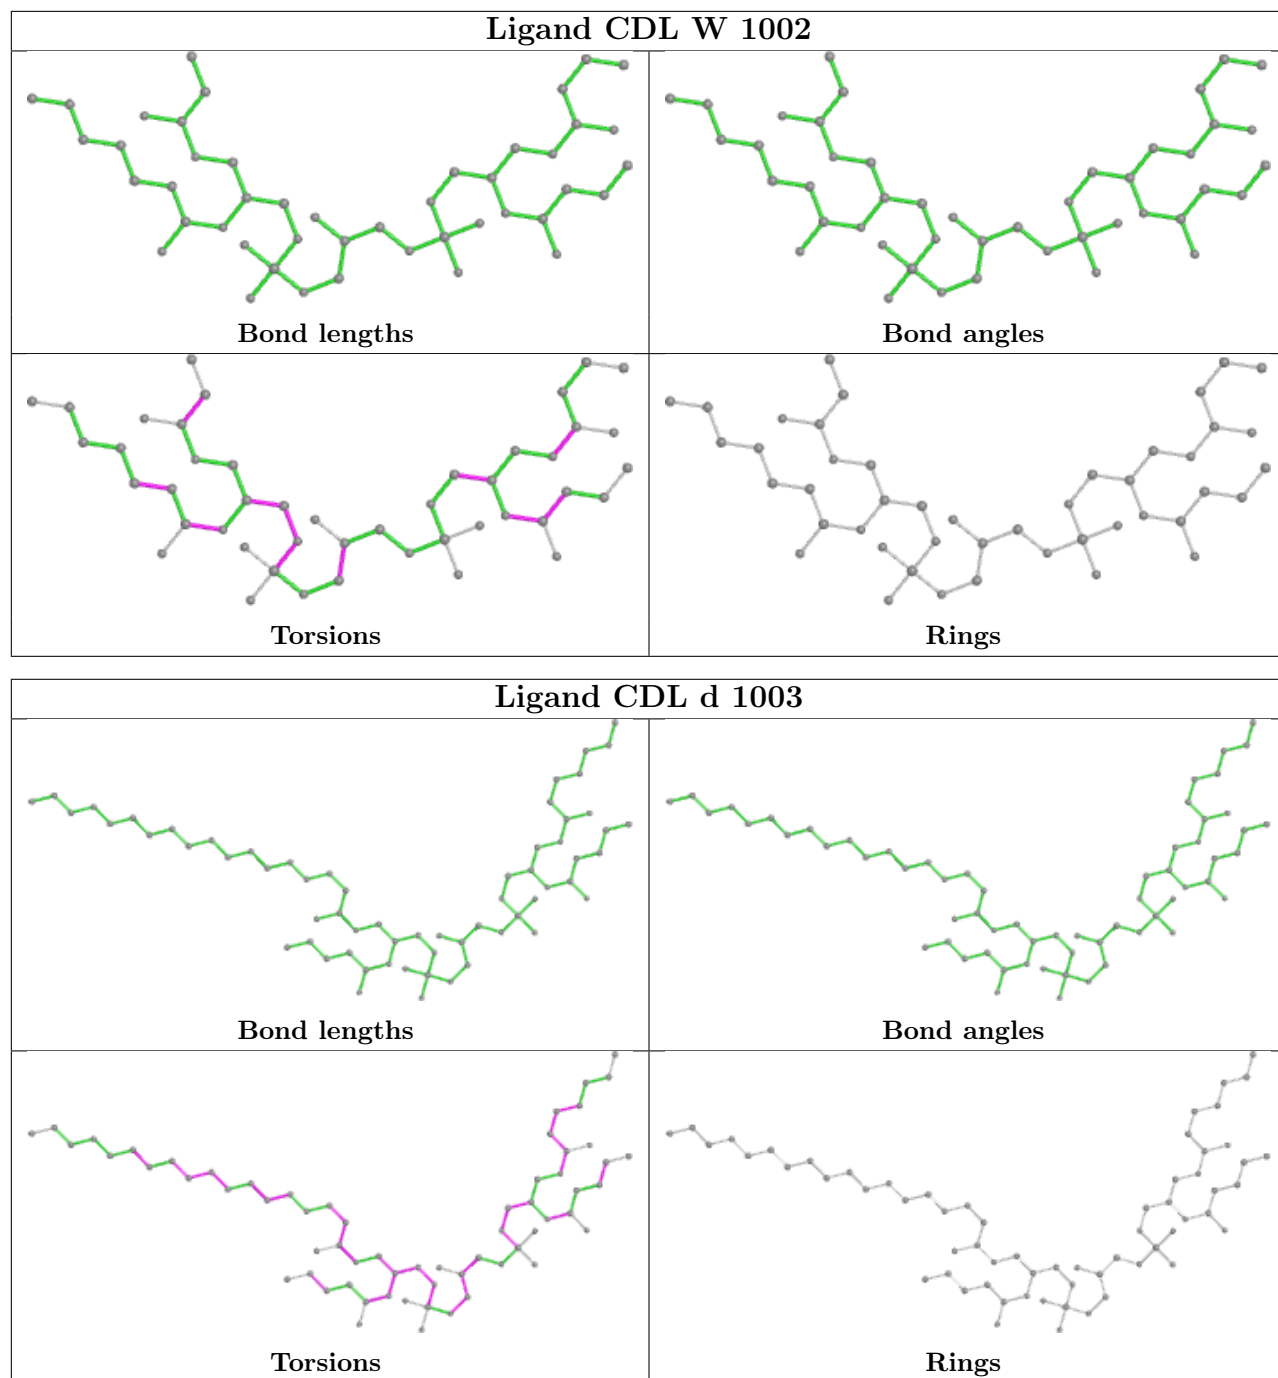 Ligand CDL W 1002
Bond lengths
Bond angles
Torsions
Rings
Ligand CDL d 1003
Bond lengths
Bond angles
Torsions
Rings